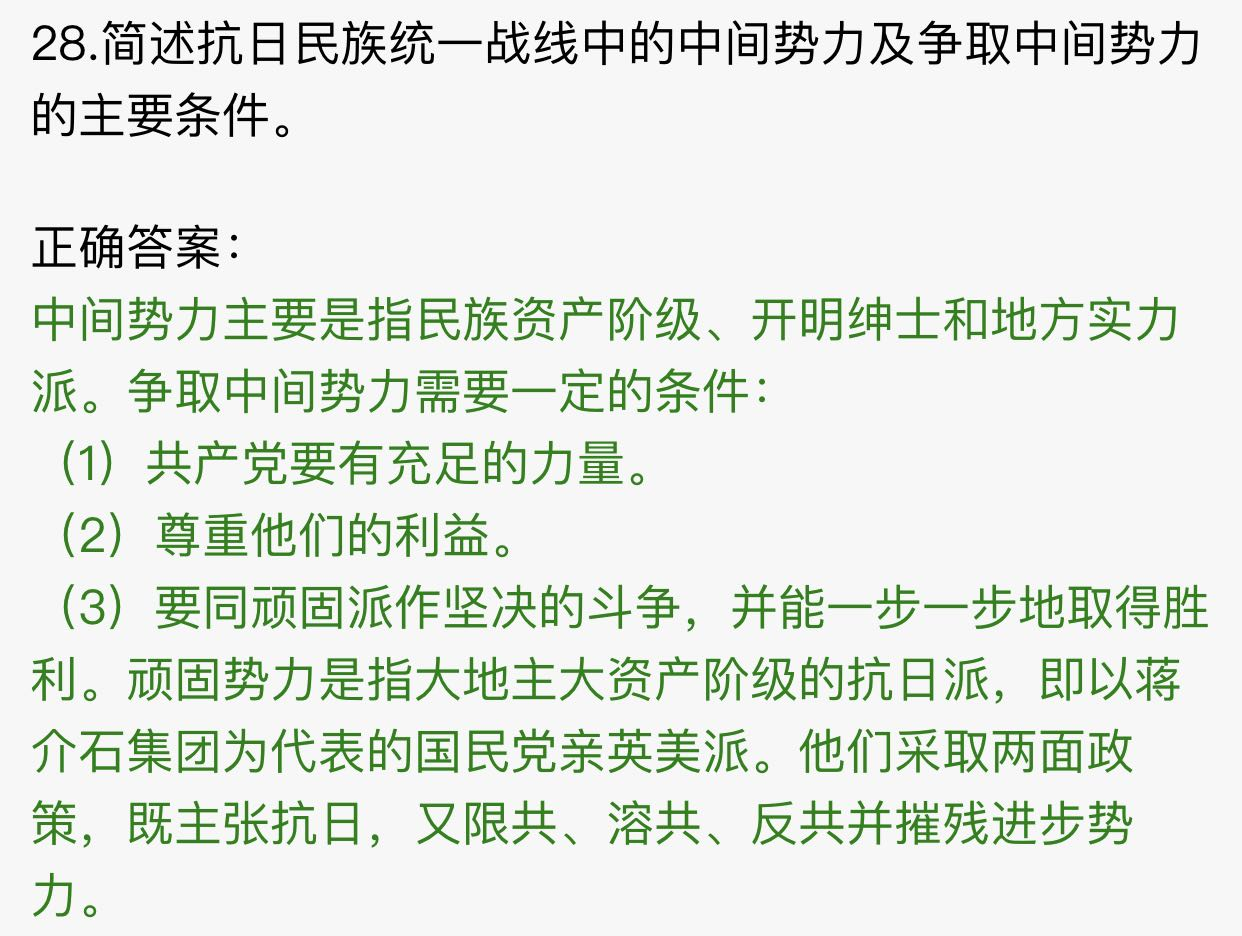 28.简述抗日民族统一战线中的中间势力及争取中间势力
的主要条件。
正确答案：
中间势力主要是指民族资产阶级、开明绅士和地方实力
派。争取中间势力需要一定的条件：
（1）共产党要有充足的力量。
（2）尊重他们的利益。
（3）要同顽固派作坚决的斗争，并能一步一步地取得胜
利。顽固势力是指大地主大资产阶级的抗日派，即以蒋
介石集团为代表的国民党亲英美派。他们采取两面政
策，既主张抗日，又限共、溶共、反共并摧残进步势
力。